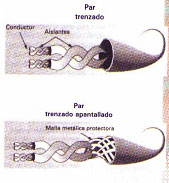 Par
trenzado
Conductor
Aislantes
Par
trenzado apantallado
Malla metálica protectora